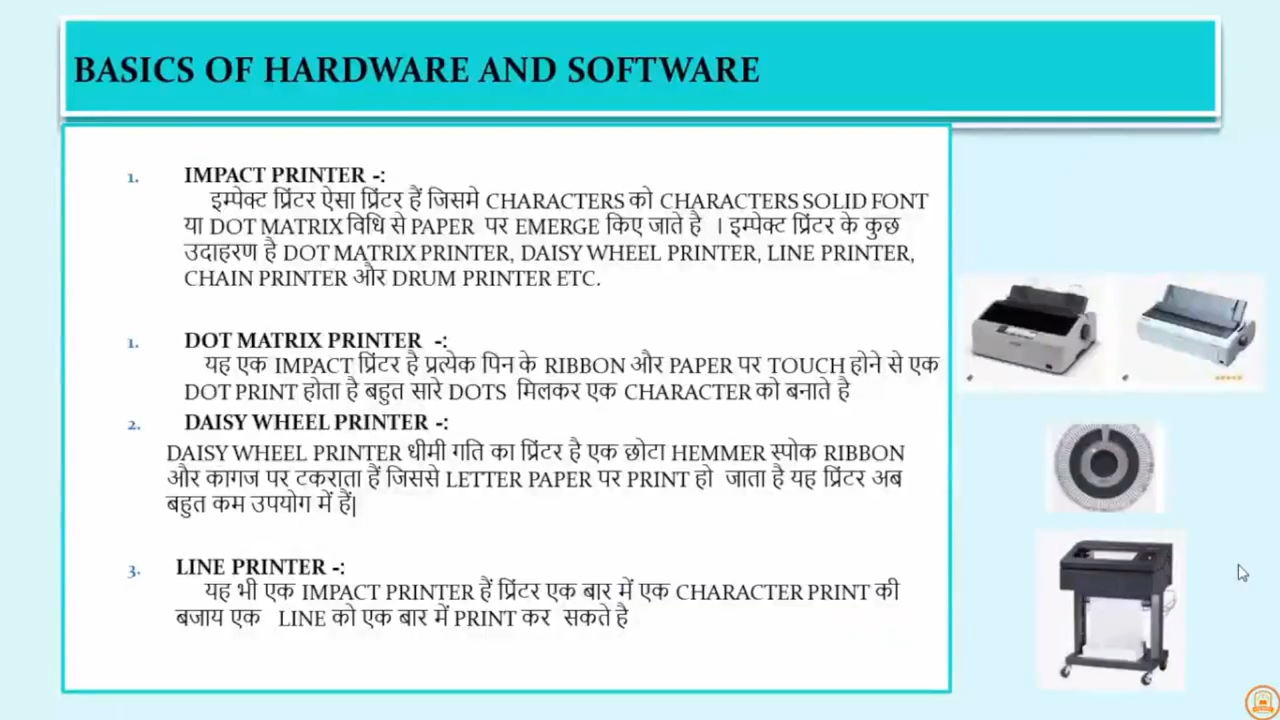 BASICS OF HARDWARE AND SOFTWARE
1. IMPACT PRINTER -:
इम्पेक्ट प्रिंटर ऐसा प्रिंटर हैं जिसमे CHARACTERS को CHARACTERS SOLID FONT
या DOT MATRIX विधि से PAPER पर EMERGE किए जाते है । इम्पेक्ट प्रिंटर के कुछ
उदाहरण है DOT MATRIX PRINTER, DAISY WHEEL PRINTER, LINE PRINTER,
CHAIN PRINTER और DRUM PRINTER ETC.
1. DOT MATRIX PRINTER -:
यह एक IMPACT प्रिंटर है प्रत्येक पिन के RIBBON और PAPER पर TOUCH होने से एक
DOT PRINT होता है बहुत सारे DOTS मिलकर एक CHARACTER को बनाते है
2. DAISY WHEEL PRINTER -:
DAISY WHEEL PRINTER धीमी गति का प्रिंटर है एक छोटा HEMMER स्पोक RIBBON
और कागज पर टकराता हैं जिससे LETTER PAPER पर PRINT हो जाता है यह प्रिंटर अब
बहुत कम उपयोग में हैं|
3. LINE PRINTER -:
यह भी एक IMPACT PRINTER हैं प्रिंटर एक बार में एक CHARACTER PRINT की
बजाय एक LINE को एक बार में PRINT कर सकते है